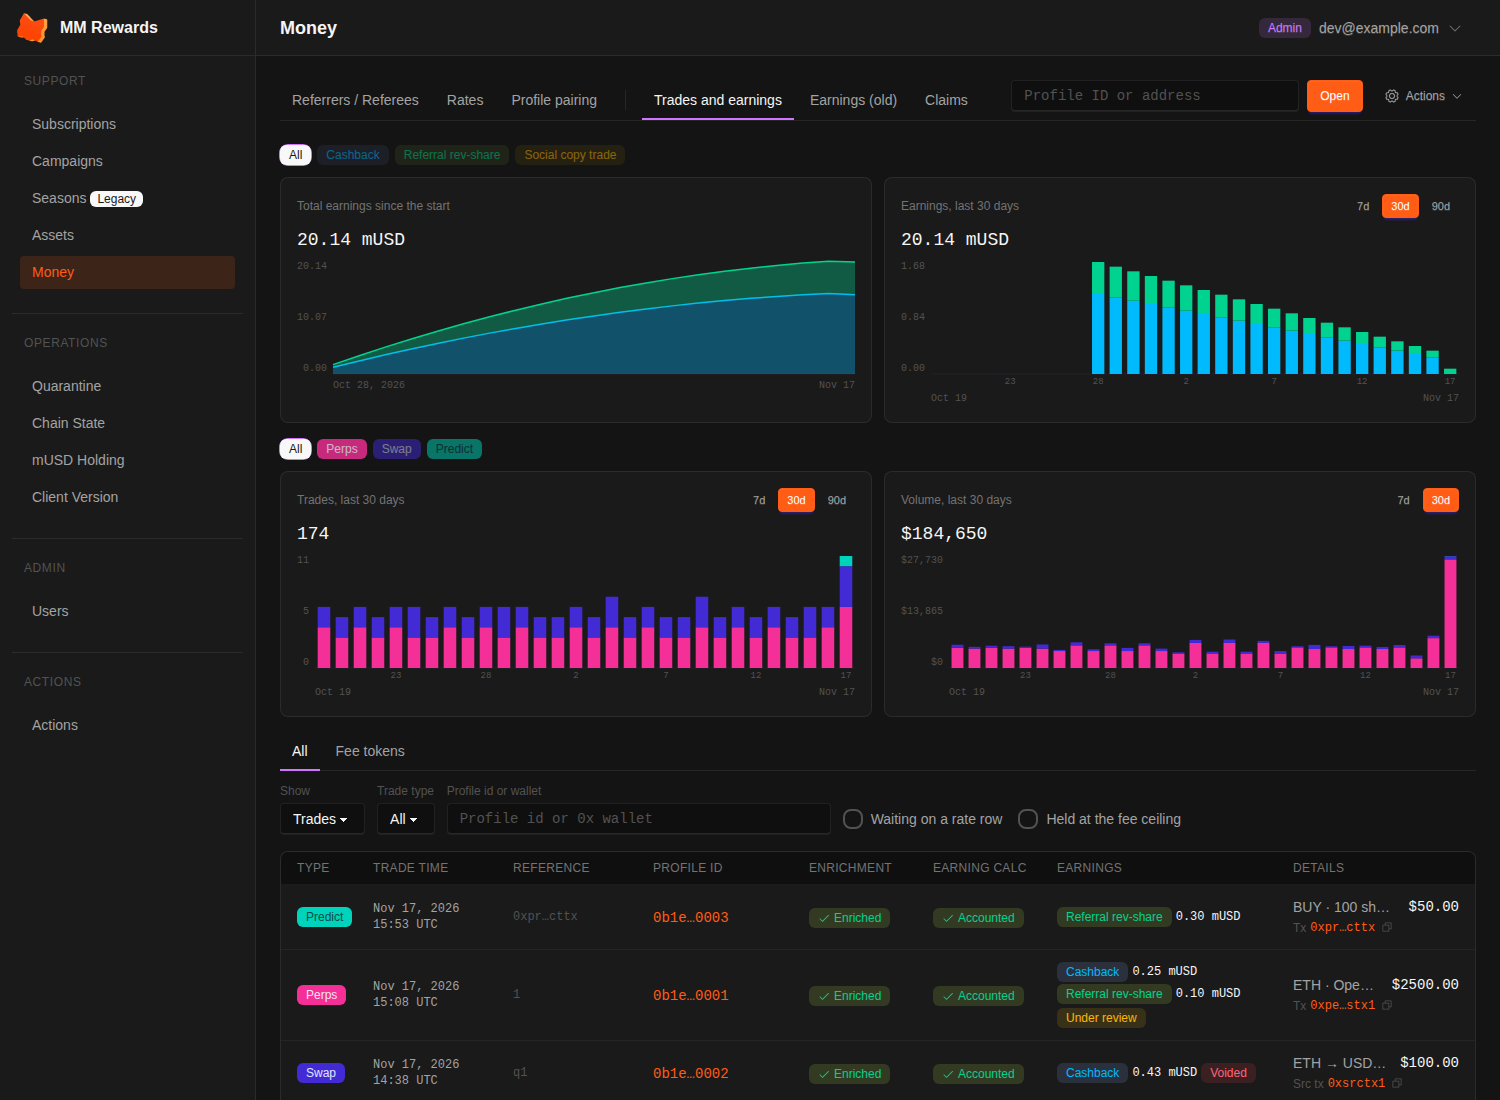 MM Rewards
Money
Admin
dev@example.com
SUPPORT
Subscriptions
Campaigns
Seasons Legacy
Assets
Money
OPERATIONS
Quarantine
Chain State
mUSD Holding
Client Version
ADMIN
Users
ACTIONS
Actions
Referrers / Referees
Rates
Profile pairing
Trades and earnings
Earnings (old)
Claims
Profile ID or address
Open
Actions
All Cashback Referral rev-share Social copy trade
Total earnings since the start
20.14 mUSD
20.14
10.07
0.00
Oct 28, 2026 Nov 17
Earnings, last 30 days
7d 30d 90d
20.14 mUSD
1.68
0.84
0.00
23 28 2 7 12 17
Oct 19 Nov 17
All Perps Swap Predict
Trades, last 30 days
7d 30d 90d
174
11
5
0
23 28 2 7 12 17
Oct 19 Nov 17
Volume, last 30 days
7d 30d
$184,650
$27,730
$13,865
$0
23 28 2 7 12 17
Oct 19 Nov 17
All Fee tokens
Show Trade type Profile id or wallet
Trades All Profile id or 0x wallet Waiting on a rate row Held at the fee ceiling
TYPE TRADE TIME REFERENCE PROFILE ID ENRICHMENT EARNING CALC EARNINGS DETAILS
Predict
Nov 17, 2026
15:53 UTC
0xpr…cttx
0b1e…0003
Enriched
Accounted
Referral rev-share 0.30 mUSD
BUY · 100 sh… $50.00
Tx 0xpr…cttx
Perps
Nov 17, 2026
15:08 UTC
1
0b1e…0001
Enriched
Accounted
Cashback 0.25 mUSD
Referral rev-share 0.10 mUSD
Under review
ETH · Ope… $2500.00
Tx 0xpe…stx1
Swap
Nov 17, 2026
14:38 UTC
q1
0b1e…0002
Enriched
Accounted
Cashback 0.43 mUSD Voided
ETH → USD… $100.00
Src tx 0xsrctx1